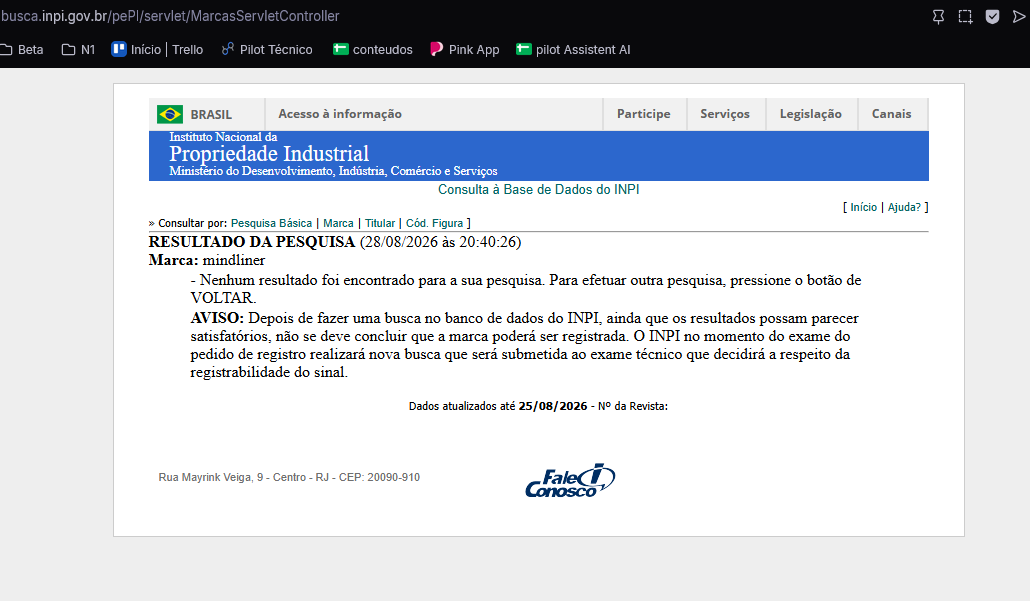 busca.inpi.gov.br/pePI/servlet/MarcasServletController
Beta N1 Início | Trello Pilot Técnico conteudos Pink App pilot Assistent AI
BRASIL Acesso à informação Participe Serviços Legislação Canais
Instituto Nacional da
Propriedade Industrial
Ministério do Desenvolvimento, Indústria, Comércio e Serviços
Consulta à Base de Dados do INPI
[ Início | Ajuda? ]
» Consultar por: Pesquisa Básica | Marca | Titular | Cód. Figura ]
RESULTADO DA PESQUISA (28/08/2026 às 20:40:26)
Marca: mindliner
- Nenhum resultado foi encontrado para a sua pesquisa. Para efetuar outra pesquisa, pressione o botão de
VOLTAR.
AVISO: Depois de fazer uma busca no banco de dados do INPI, ainda que os resultados possam parecer
satisfatórios, não se deve concluir que a marca poderá ser registrada. O INPI no momento do exame do
pedido de registro realizará nova busca que será submetida ao exame técnico que decidirá a respeito da
registrabilidade do sinal.
Dados atualizados até 25/08/2026 - Nº da Revista:
Rua Mayrink Veiga, 9 - Centro - RJ - CEP: 20090-910
Fale
Conosco